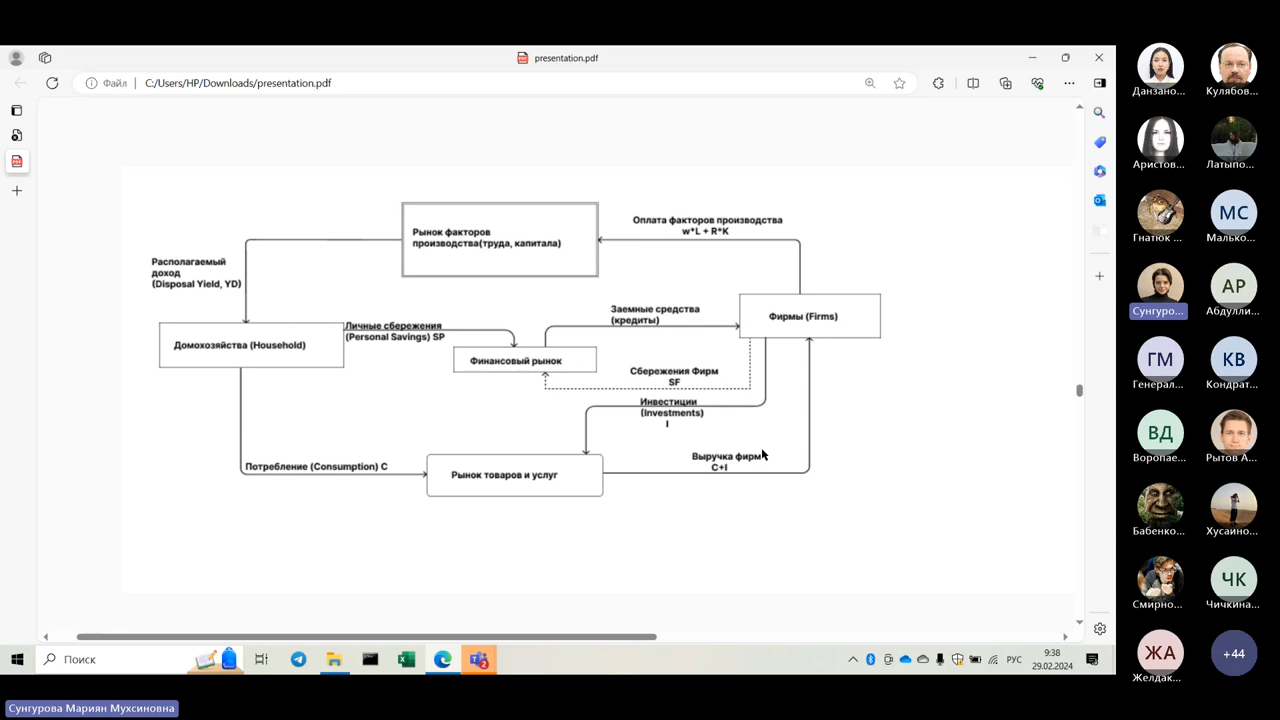 presentation.pdf
Файл
C:/Users/HP/Downloads/presentation.pdf
Рынок факторов
производства(труда, капитала)
Оплата факторов производства
w*L + R*K
Располагаемый
доход
(Disposal Yield, YD)
Домохозяйства (Household)
Личные сбережения
(Personal Savings) SP
Финансовый рынок
Заемные средства
(кредиты)
Фирмы (Firms)
Сбережения Фирм
SF
Инвестиции
(Investments)
I
Потребление (Consumption) C
Рынок товаров и услуг
Выручка фирм
C+I
Поиск
РУС
9:38
29.02.2024
Данзано...
Кулябов...
Аристов...
Латыпо...
Гнатюк ...
МС
Малько...
Сунгуро...
АР
Абдулли...
ГМ
Генерал...
КВ
Кондрат...
ВД
Воропае...
Рытов А...
Бабенко...
Хусаино...
Смирно...
ЧК
Чичкина...
ЖА
Желдак...
+44
Сунгурова Мариян Мухсиновна